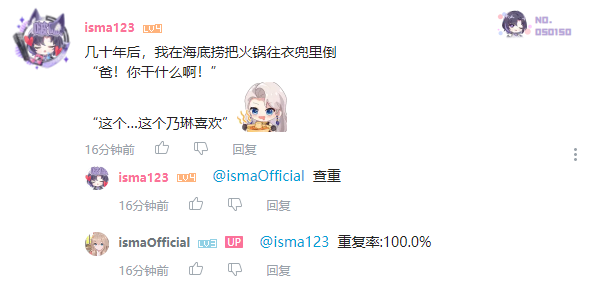 isma123 LV4
NO.
050150
几十年后，我在海底捞把火锅往衣兜里倒
“爸！你干什么啊！”
“这个...这个乃琳喜欢”
16分钟前 回复
isma123 LV4 @ismaOfficial 查重
16分钟前 回复
ismaOfficial LV3 UP @isma123 重复率:100.0%
16分钟前 回复